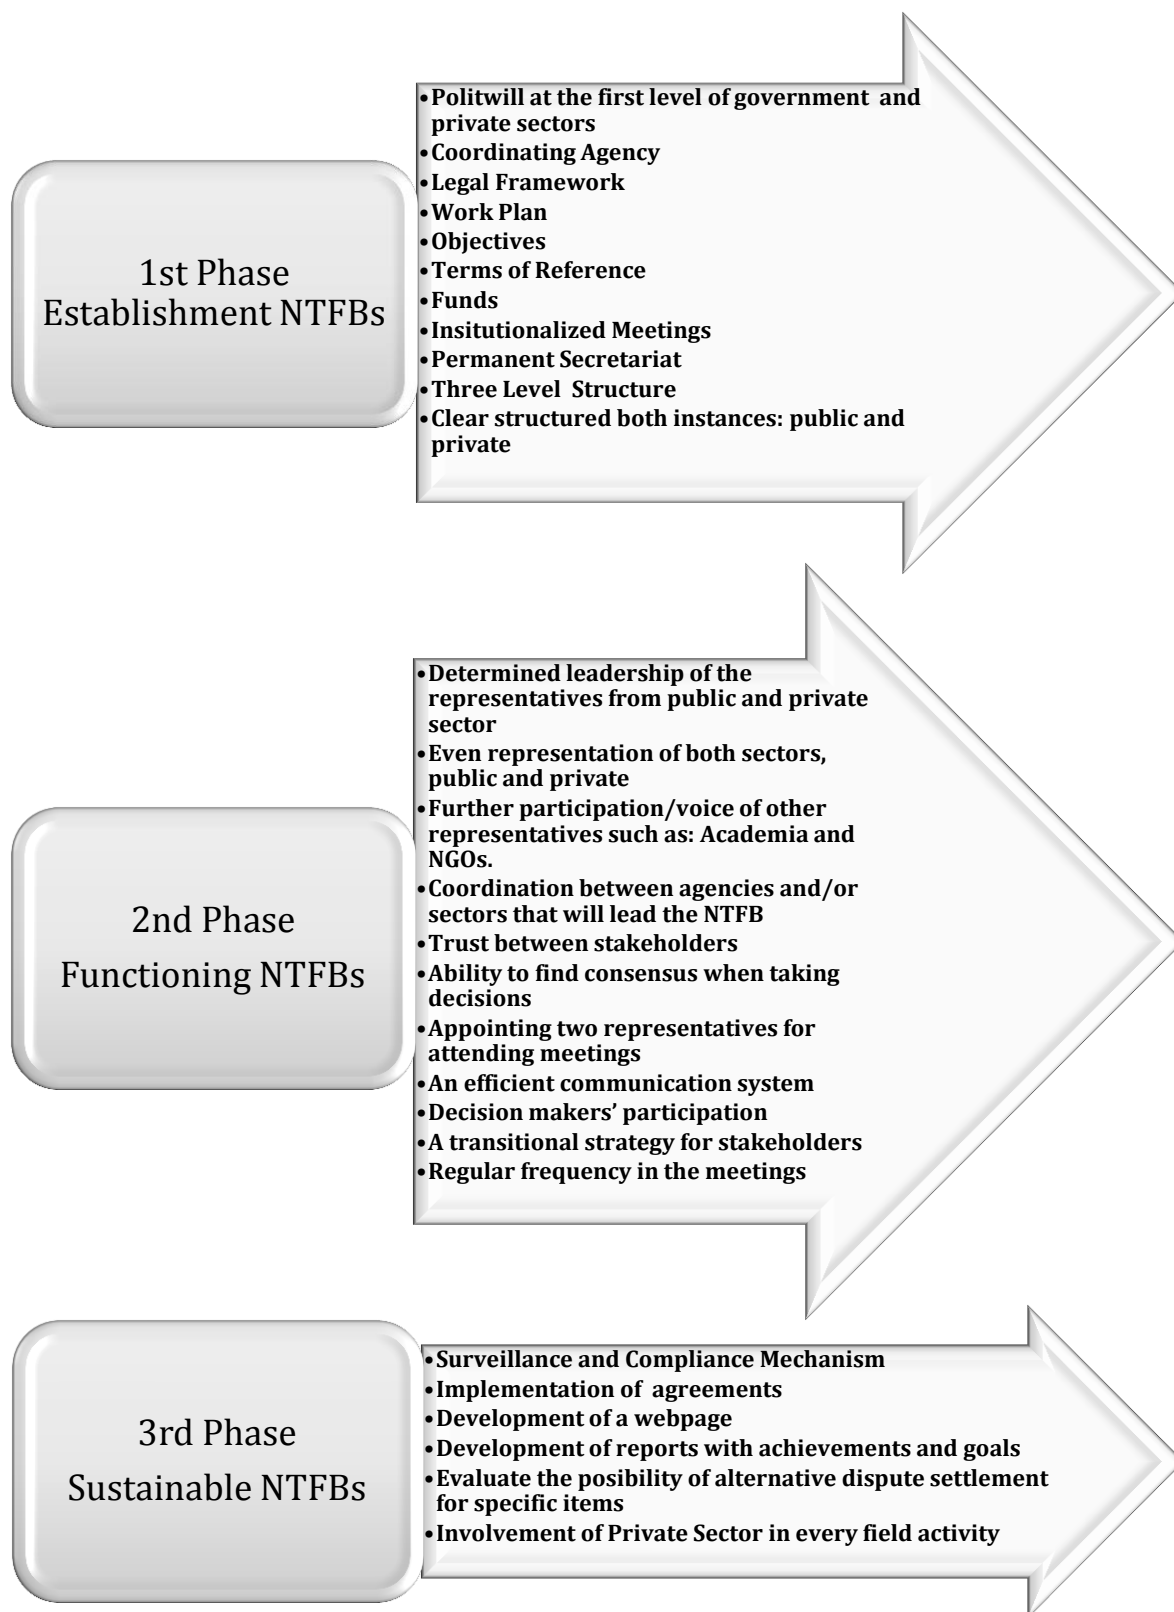 1st Phase
Establishment NTFBs
•Politwill at the first level of government and
private sectors
•Coordinating Agency
•Legal Framework
•Work Plan
•Objectives
•Terms of Reference
•Funds
•Insitutionalized Meetings
•Permanent Secretariat
•Three Level Structure
•Clear structured both instances: public and
private
2nd Phase
Functioning NTFBs
•Determined leadership of the
representatives from public and private
sector
•Even representation of both sectors,
public and private
•Further participation/voice of other
representatives such as: Academia and
NGOs.
•Coordination between agencies and/or
sectors that will lead the NTFB
•Trust between stakeholders
•Ability to find consensus when taking
decisions
•Appointing two representatives for
attending meetings
•An efficient communication system
•Decision makers’ participation
•A transitional strategy for stakeholders
•Regular frequency in the meetings
3rd Phase
Sustainable NTFBs
•Surveillance and Compliance Mechanism
•Implementation of agreements
•Development of a webpage
•Development of reports with achievements and goals
•Evaluate the posibility of alternative dispute settlement
for specific items
•Involvement of Private Sector in every field activity